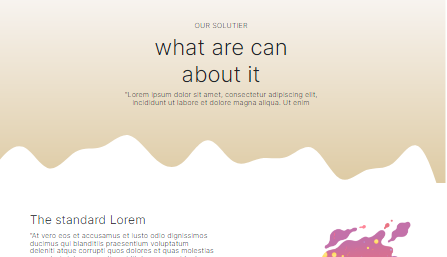 OUR SOLUTIER
what are can
about it
"Lorem ipsum dolor sit amet, consectetur adipiscing elit,
incididunt ut labore et dolore magna aliqua. Ut enim
The standard Lorem
"At vero eos et accusamus et iusto odio dignissimos
ducimus qui blanditiis praesentium voluptatum
deleniti atque corrupti quos dolores et quas molestias